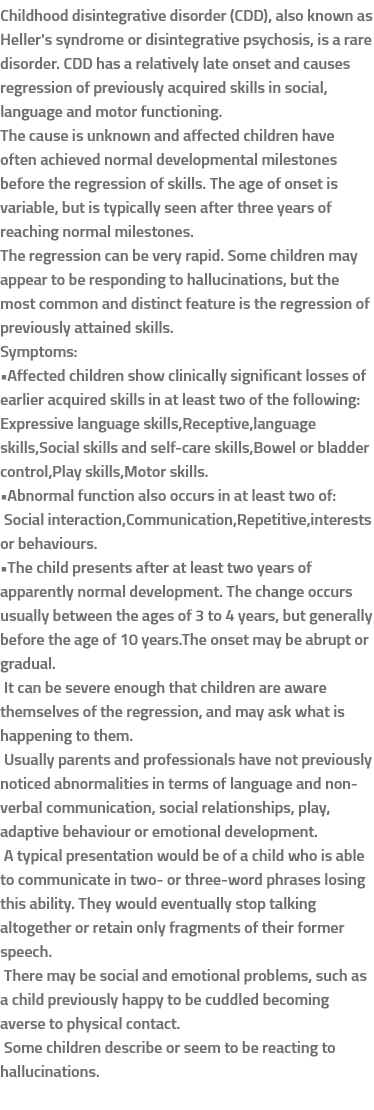 Childhood disintegrative disorder (CDD), also known as
Heller's syndrome or disintegrative psychosis, is a rare
disorder. CDD has a relatively late onset and causes
regression of previously acquired skills in social,
language and motor functioning.
The cause is unknown and affected children have
often achieved normal developmental milestones
before the regression of skills. The age of onset is
variable, but is typically seen after three years of
reaching normal milestones.
The regression can be very rapid. Some children may
appear to be responding to hallucinations, but the
most common and distinct feature is the regression of
previously attained skills.
Symptoms:
▪Affected children show clinically significant losses of
earlier acquired skills in at least two of the following:
Expressive language skills,Receptive,language
skills,Social skills and self-care skills,Bowel or bladder
control,Play skills,Motor skills.
▪Abnormal function also occurs in at least two of:
Social interaction,Communication,Repetitive,interests
or behaviours.
▪The child presents after at least two years of
apparently normal development. The change occurs
usually between the ages of 3 to 4 years, but generally
before the age of 10 years.The onset may be abrupt or
gradual.
It can be severe enough that children are aware
themselves of the regression, and may ask what is
happening to them.
Usually parents and professionals have not previously
noticed abnormalities in terms of language and non-
verbal communication, social relationships, play,
adaptive behaviour or emotional development.
A typical presentation would be of a child who is able
to communicate in two- or three-word phrases losing
this ability. They would eventually stop talking
altogether or retain only fragments of their former
speech.
There may be social and emotional problems, such as
a child previously happy to be cuddled becoming
averse to physical contact.
Some children describe or seem to be reacting to
hallucinations.